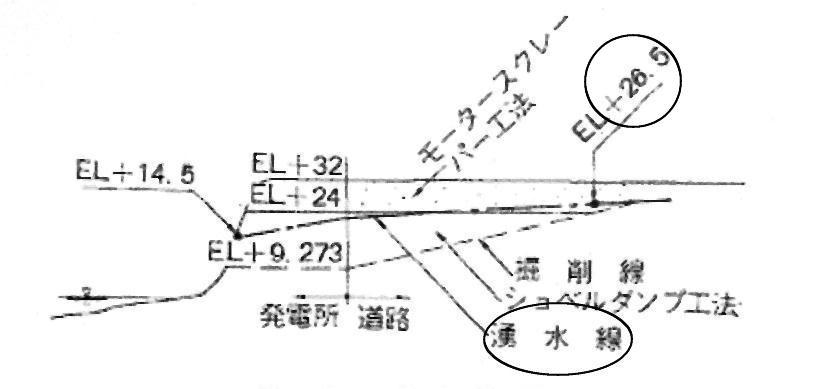 モータースクレー
パー工法
EL+26.5
EL+32
EL+14.5
EL+24
EL+9.273
掘削線
ショベルダンプ工法
発電所 道路
湧水線